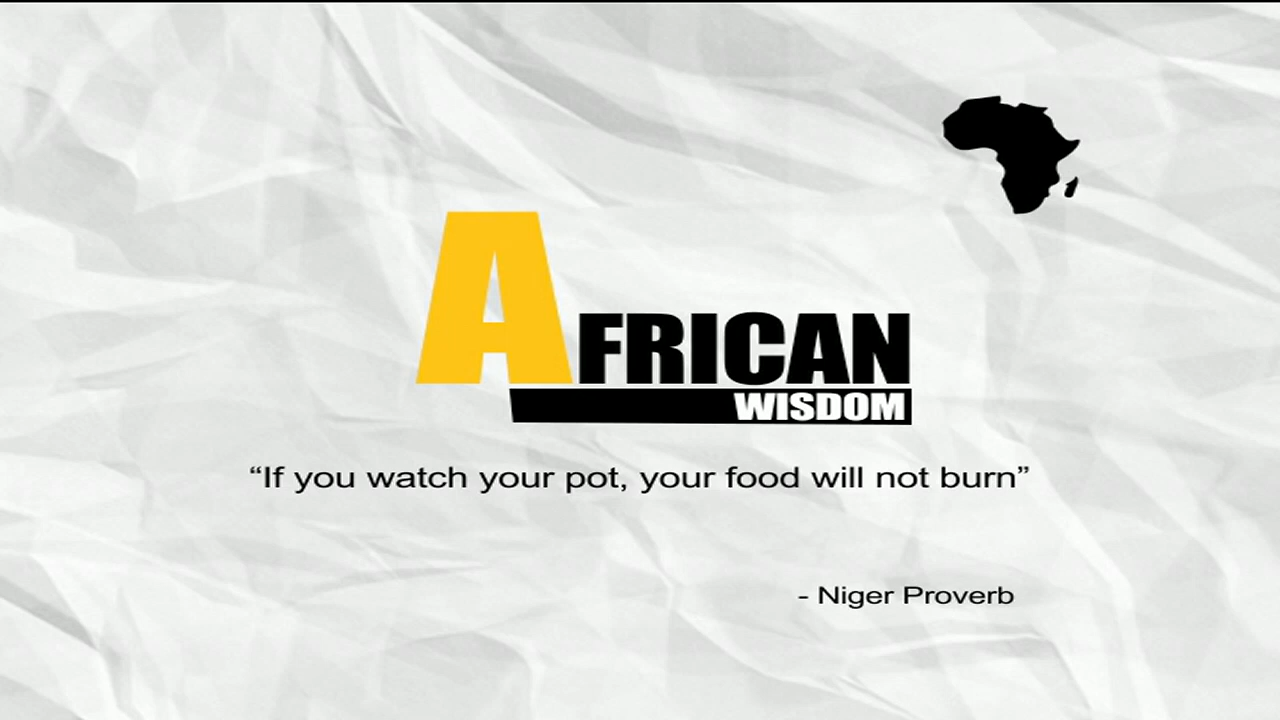 AFRICAN
WISDOM
“If you watch your pot, your food will not burn”
- Niger Proverb